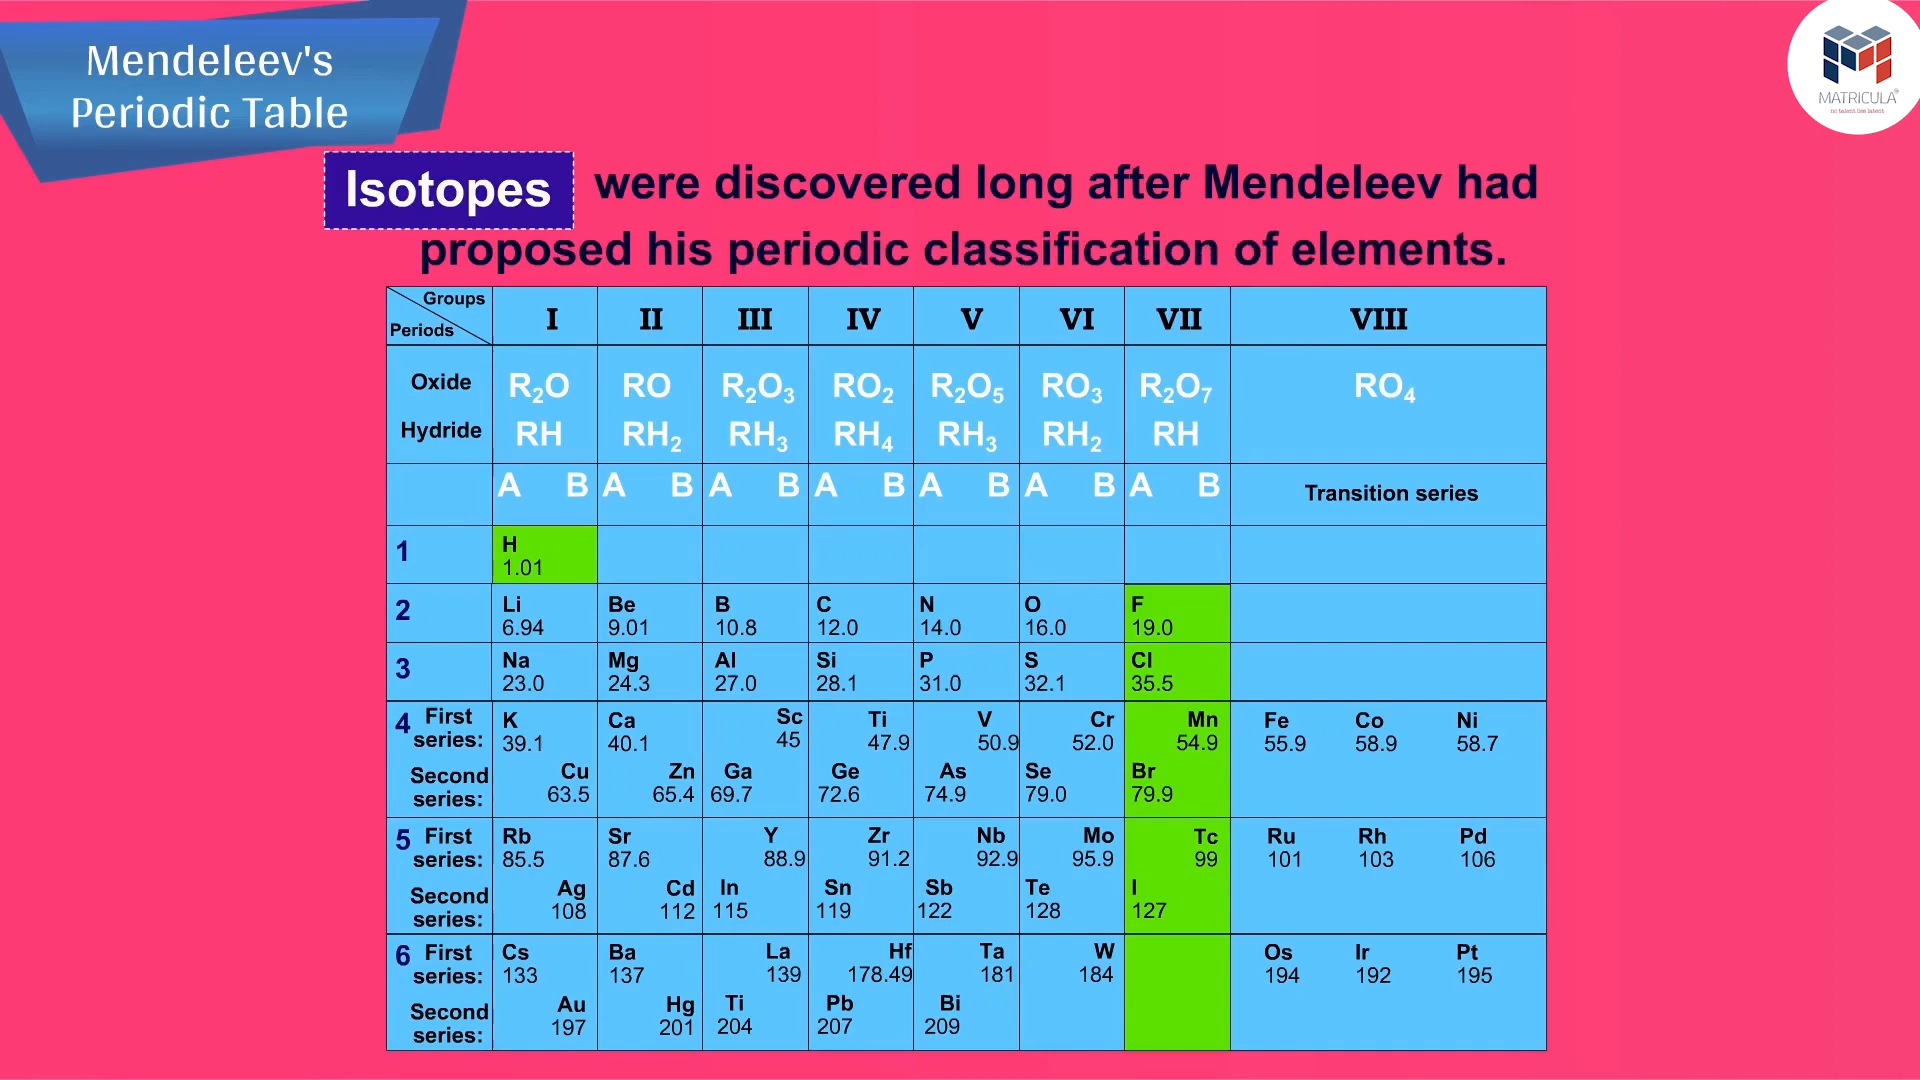 Mendeleev's
Periodic Table
MATRICULA
no talent lies latent
Isotopes were discovered long after Mendeleev had
proposed his periodic classification of elements.
Groups I II III IV V VI VII VIII
Periods
Oxide R₂O RO R₂O₃ RO₂ R₂O₅ RO₃ R₂O₇ RO₄
Hydride RH RH₂ RH₃ RH₄ RH₃ RH₂ RH
A B A B A B A B A B A B A B Transition series
1 H
1.01
2 Li Be B C N O F
6.94 9.01 10.8 12.0 14.0 16.0 19.0
3 Na Mg Al Si P S Cl
23.0 24.3 27.0 28.1 31.0 32.1 35.5
4 First K Ca Sc Ti V Cr Mn Fe Co Ni
series: 39.1 40.1 45 47.9 50.9 52.0 54.9 55.9 58.9 58.7
Second Cu Zn Ga Ge As Se Br
series: 63.5 65.4 69.7 72.6 74.9 79.0 79.9
5 First Rb Sr Y Zr Nb Mo Tc Ru Rh Pd
series: 85.5 87.6 88.9 91.2 92.9 95.9 99 101 103 106
Second Ag Cd In Sn Sb Te I
series: 108 112 115 119 122 128 127
6 First Cs Ba La Hf Ta W Os Ir Pt
series: 133 137 139 178.49 181 184 194 192 195
Second Au Hg Ti Pb Bi
series: 197 201 204 207 209